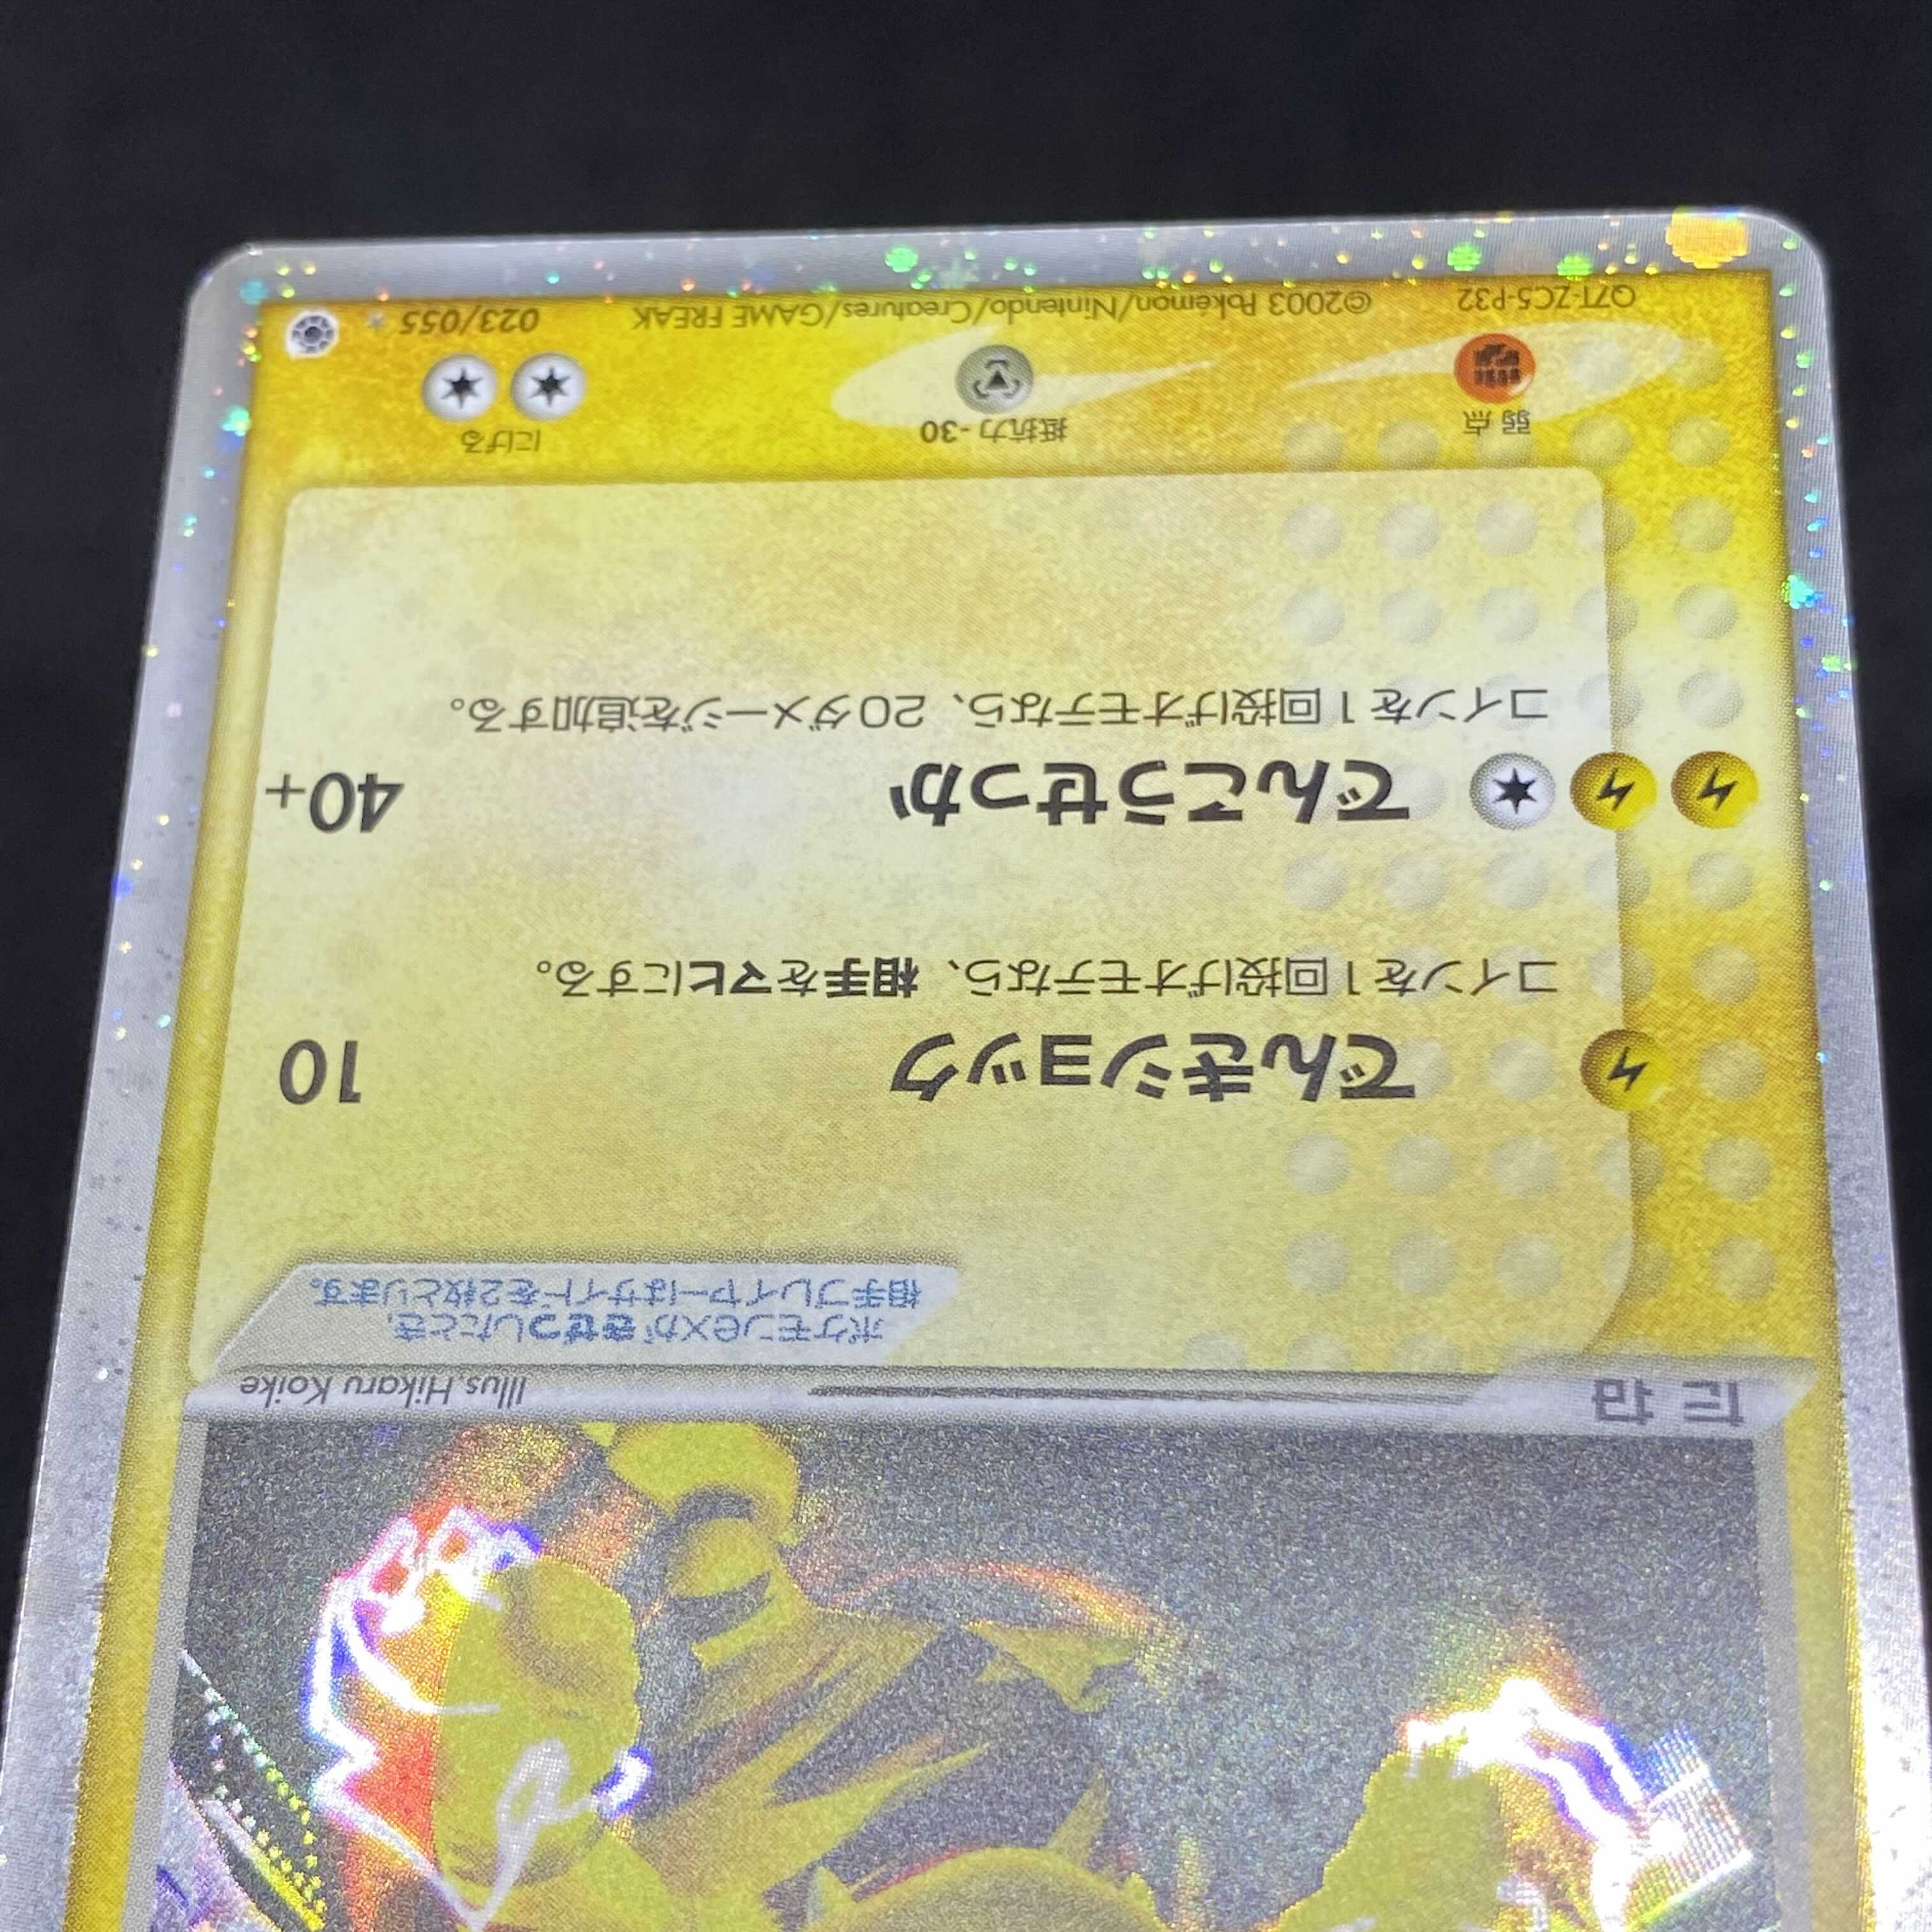 たね
Illus. Hikaru Koike
ポケモンexがきぜつしたとき、
相手プレイヤーはサイドを2枚とります。
でんきショック 10
コインを1回投げオモテなら、相手をマヒにする。
でんこうせっか 40+
コインを1回投げオモテなら、20ダメージを追加する。
弱点 抵抗力 -30 にげる
Q7T-ZC5-P32 ©2003 Pokémon/Nintendo/Creatures/GAME FREAK 023/055